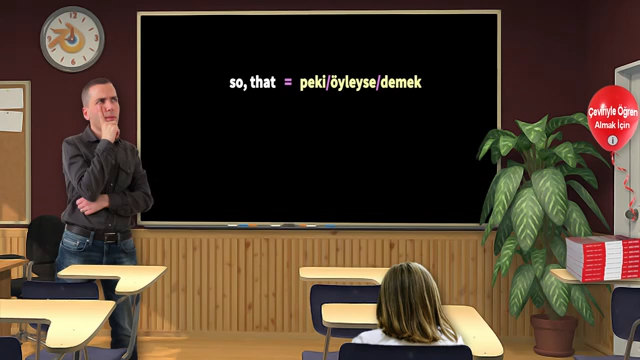 so, that = peki/öyleyse/demek
Çeviriyle Öğren
Almak İçin
i